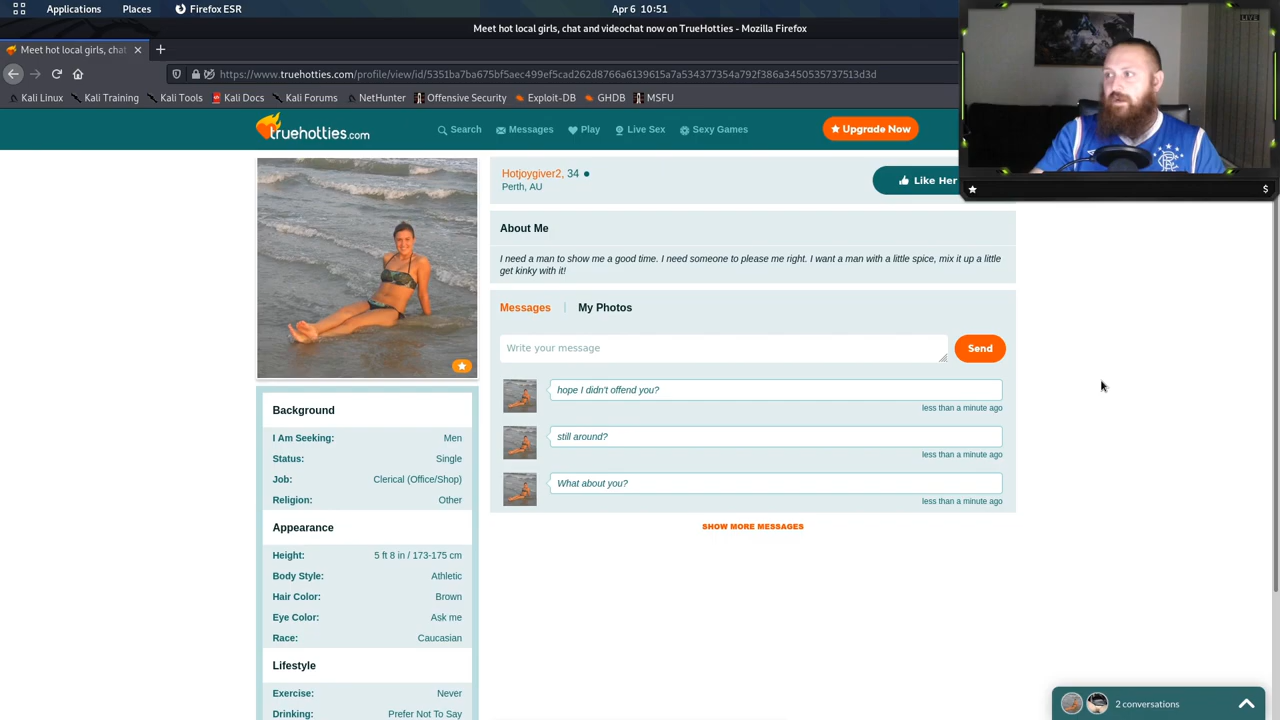 Applications
Places
Firefox ESR
Apr 6 10:51
Meet hot local girls, chat and videochat now on TrueHotties - Mozilla Firefox
Meet hot local girls, chat
https://www.truehotties.com/profile/view/id/5351ba7ba675bf5aec499ef5cad262d8766a6139615a7a534377354a792f386a3450535737513d3d
Kali Linux
Kali Training
Kali Tools
Kali Docs
Kali Forums
NetHunter
Offensive Security
Exploit-DB
GHDB
MSFU
LIVE
truehotties.com
Search
Messages
Play
Live Sex
Sexy Games
Upgrade Now
$
Hotjoygiver2, 34
Perth, AU
Like Her
About Me
I need a man to show me a good time. I need someone to please me right. I want a man with a little spice, mix it up a little
get kinky with it!
Messages | My Photos
Write your message
Send
hope I didn't offend you?
less than a minute ago
still around?
less than a minute ago
What about you?
less than a minute ago
SHOW MORE MESSAGES
Background
I Am Seeking: Men
Status: Single
Job: Clerical (Office/Shop)
Religion: Other
Appearance
Height: 5 ft 8 in / 173-175 cm
Body Style: Athletic
Hair Color: Brown
Eye Color: Ask me
Race: Caucasian
Lifestyle
Exercise: Never
Drinking: Prefer Not To Say
2 conversations